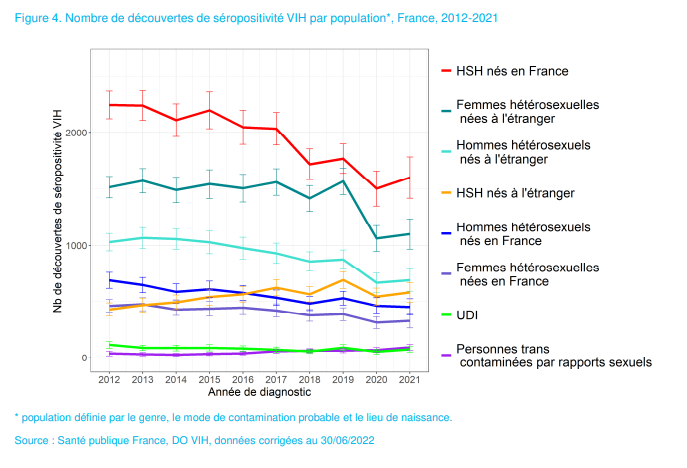 Figure 4. Nombre de découvertes de séropositivité VIH par population*, France, 2012-2021
Nb de découvertes de séropositivite VIH
2000
1000
0
2012 2013 2014 2015 2016 2017 2018 2019 2020 2021
Année de diagnostic
HSH nés en France
Femmes hétérosexuelles
nées à l'étranger
Hommes hétérosexuels
nés à l'étranger
HSH nés à l'étranger
Hommes hétérosexuels
nés en France
Femmes hétérosexuelles
nées en France
UDI
Personnes trans
contaminées par rapports sexuels
* population définie par le genre, le mode de contamination probable et le lieu de naissance.
Source : Santé publique France, DO VIH, données corrigées au 30/06/2022